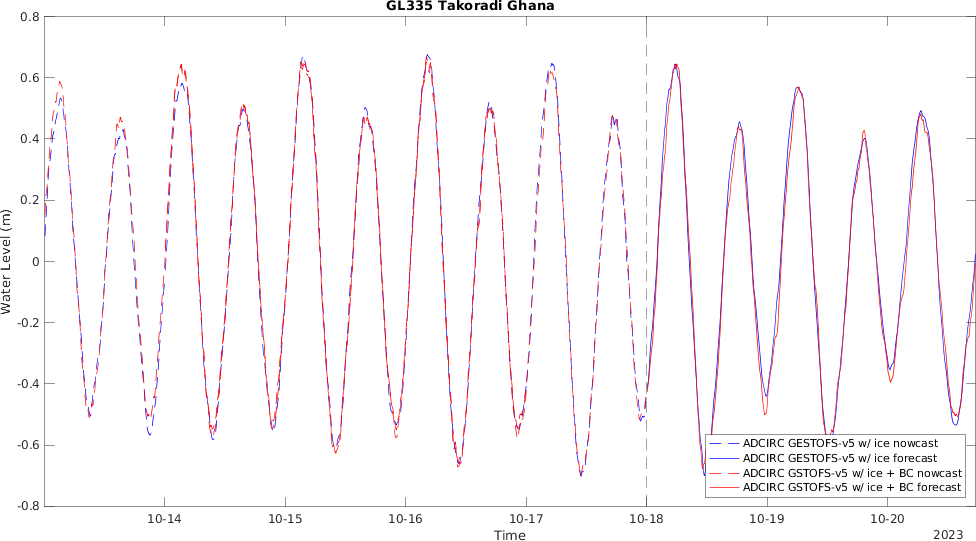 GL335 Takoradi Ghana
0.8
0.6
0.4
0.2
0
-0.2
-0.4
-0.6
-0.8
Water Level (m)
10-14 10-15 10-16 10-17 10-18 10-19 10-20
Time
2023
ADCIRC GESTOFS-v5 w/ ice nowcast
ADCIRC GESTOFS-v5 w/ ice forecast
ADCIRC GSTOFS-v5 w/ ice + BC nowcast
ADCIRC GSTOFS-v5 w/ ice + BC forecast